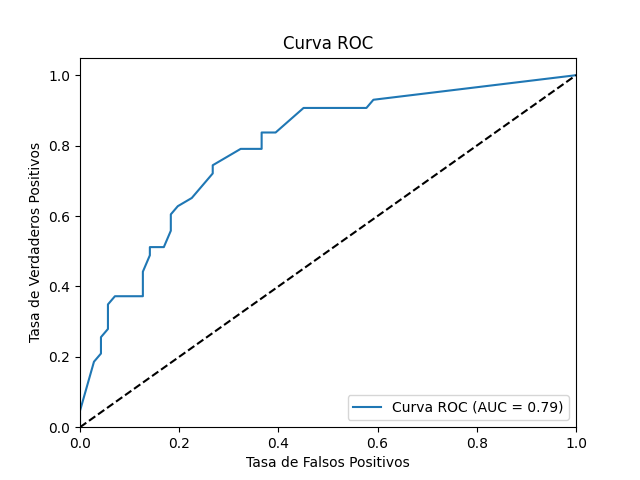 Curva ROC
Tasa de Verdaderos Positivos
1.0
0.8
0.6
0.4
0.2
0.0
Curva ROC (AUC = 0.79)
0.0 0.2 0.4 0.6 0.8 1.0
Tasa de Falsos Positivos